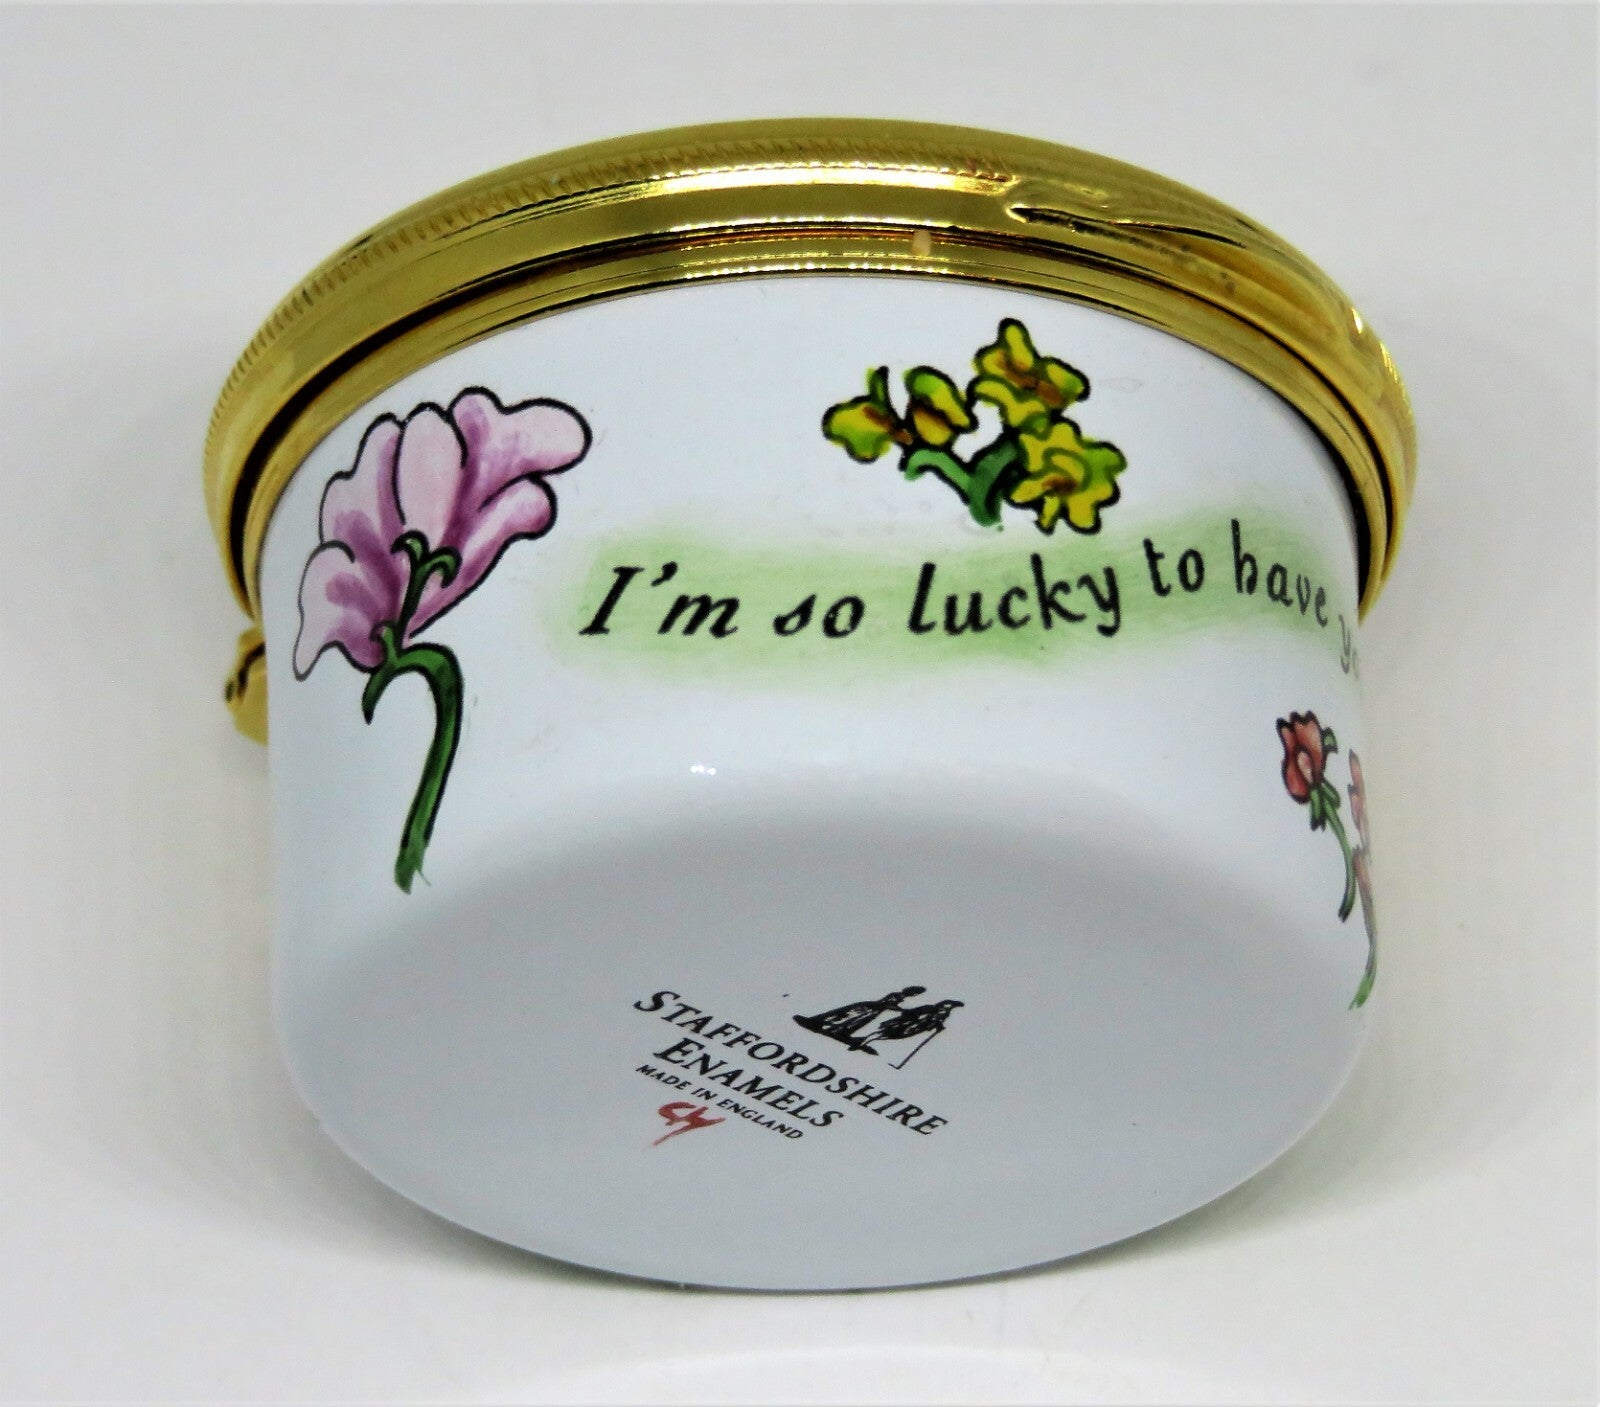 I'm so lucky to have
STAFFORDSHIRE
ENAMELS
MADE IN ENGLAND